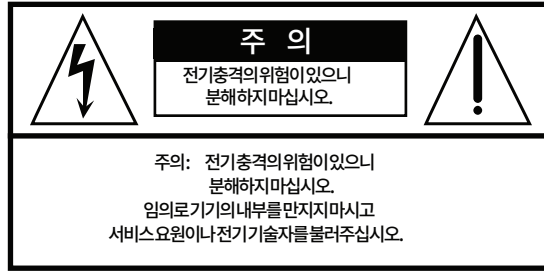 주 의
전기충격의위험이있으니
분해하지마십시오.
주의: 전기충격의위험이있으니
분해하지마십시오.
임의로기기의내부를만지지마시고
서비스요원이나전기기술자를불러주십시오.